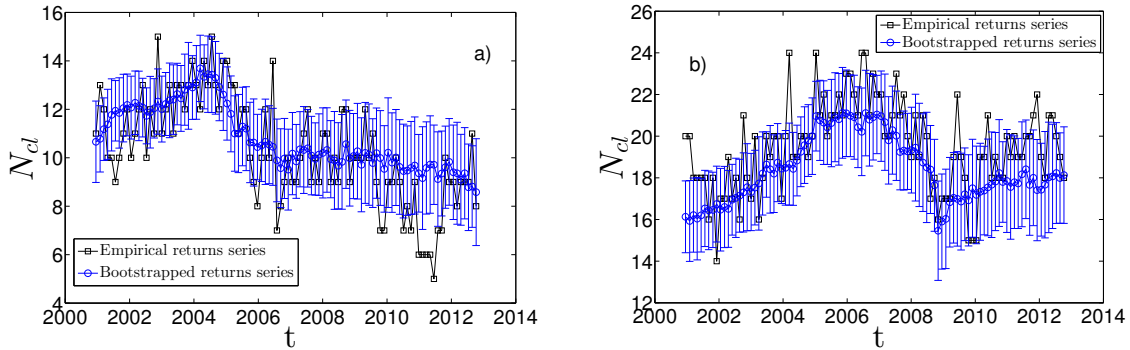 16
14
12
10
8
6
4
N_cl
a)
Empirical returns series
Bootstrapped returns series
2000 2002 2004 2006 2008 2010 2012 2014
t
26
24
22
20
18
16
14
12
N_cl
b)
Empirical returns series
Bootstrapped returns series
2000 2002 2004 2006 2008 2010 2012 2014
t